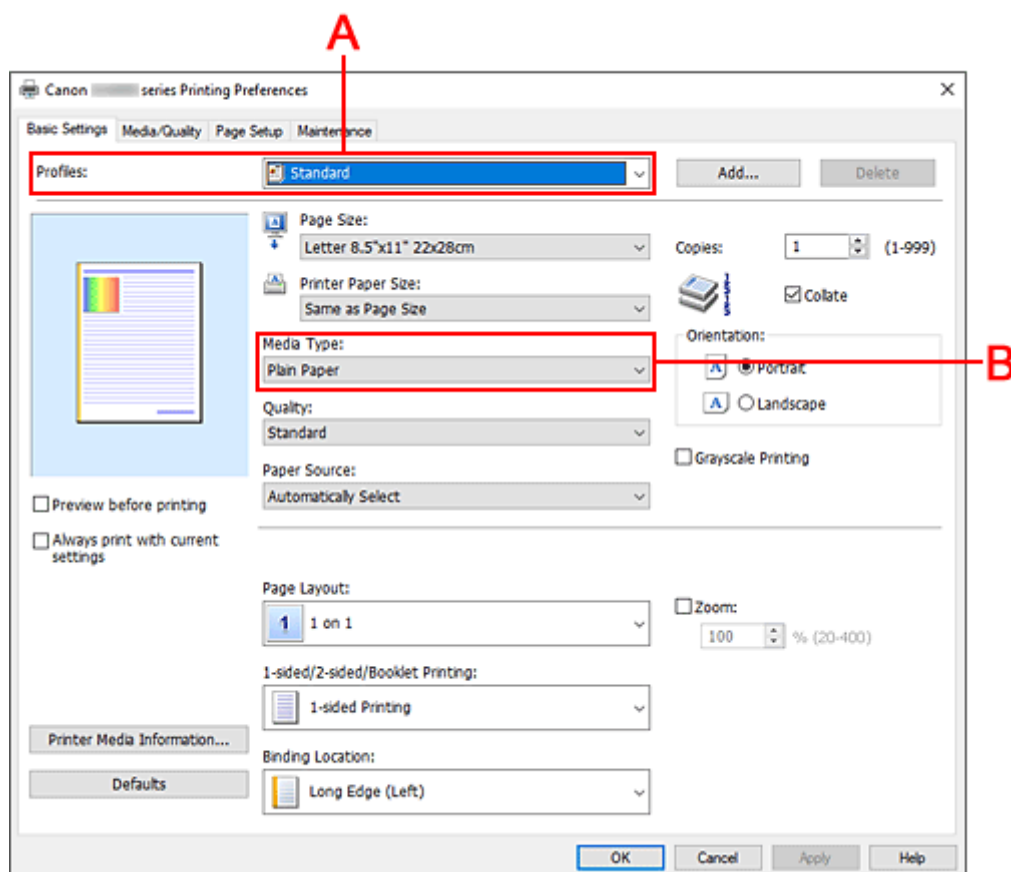 A
Canon series Printing Preferences
Basic Settings Media/Quality Page Setup Maintenance
Profiles: Standard Add... Delete
Page Size:
Letter 8.5"x11" 22x28cm
Copies: 1 (1-999)
Printer Paper Size:
Same as Page Size
Collate
Media Type:
Plain Paper
B
Orientation:
A Portrait
A Landscape
Quality:
Standard
Grayscale Printing
Paper Source:
Automatically Select
Preview before printing
Always print with current
settings
Page Layout:
1 1 on 1
Zoom:
100 % (20-400)
1-sided/2-sided/Booklet Printing:
1-sided Printing
Printer Media Information...
Binding Location:
Defaults
Long Edge (Left)
OK Cancel Apply Help